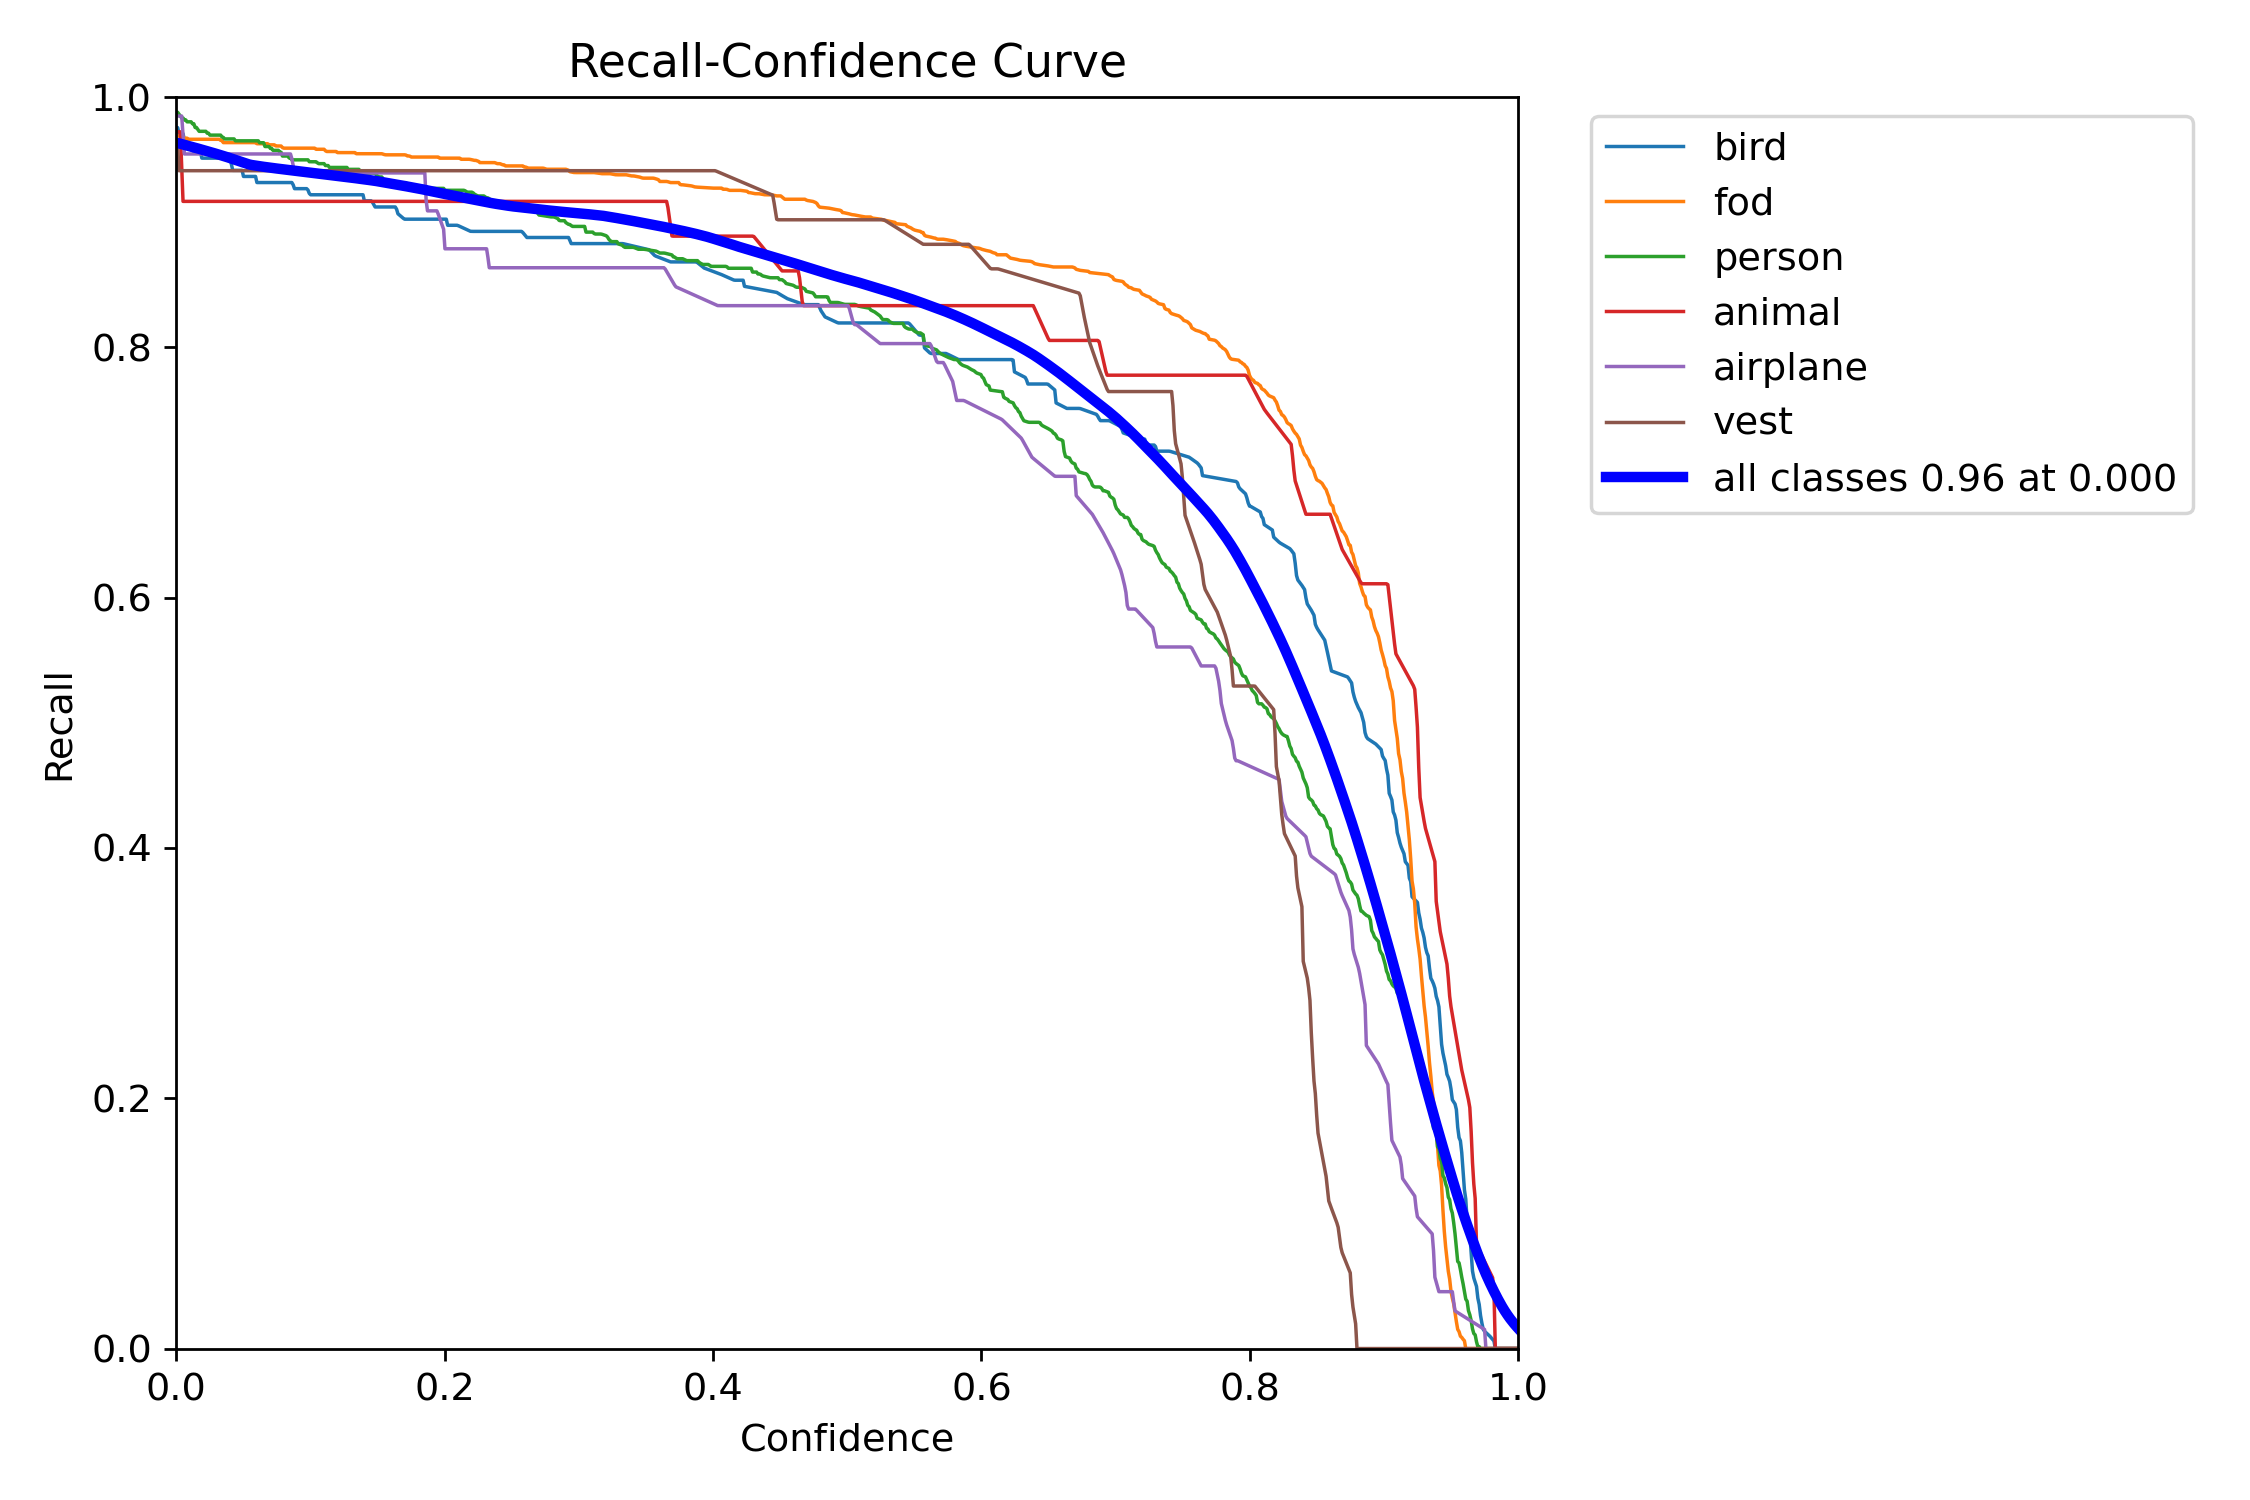 Recall-Confidence Curve
1.0
0.8
0.6
0.4
0.2
0.0
Recall
0.0 0.2 0.4 0.6 0.8 1.0
Confidence
bird
fod
person
animal
airplane
vest
all classes 0.96 at 0.000